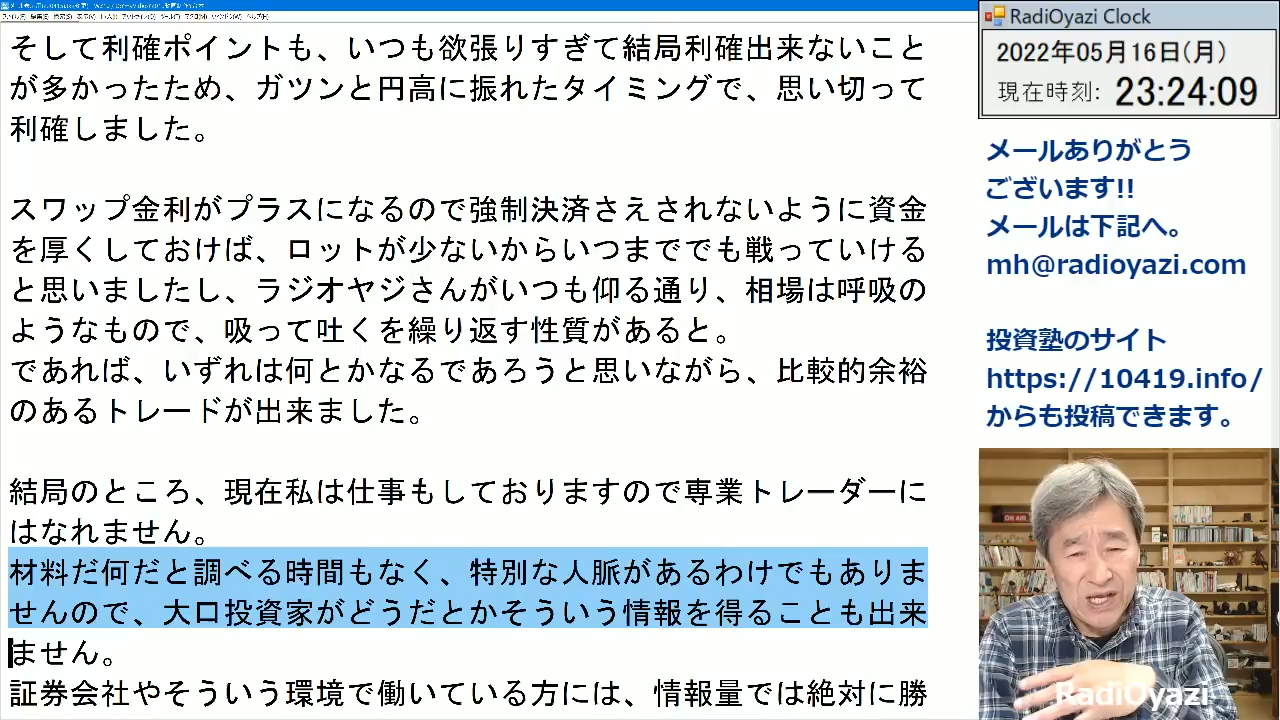 そして利確ポイントも、いつも欲張りすぎて結局利確出来ないこと
が多かったため、ガツンと円高に振れたタイミングで、思い切って
利確しました。
スワップ金利がプラスになるので強制決済さえされないように資金
を厚くしておけば、ロットが少ないからいつまででも戦っていける
と思いましたし、ラジオヤジさんがいつも仰る通り、相場は呼吸の
ようなもので、吸って吐くを繰り返す性質があると。
であれば、いずれは何とかなるであろうと思いながら、比較的余裕
のあるトレードが出来ました。
結局のところ、現在私は仕事もしておりますので専業トレーダーに
はなれません。
材料だ何だと調べる時間もなく、特別な人脈があるわけでもありま
せんので、大口投資家がどうだとかそういう情報を得ることも出来
ません。
証券会社やそういう環境で働いている方には、情報量では絶対に勝
RadiOyazi Clock
2022年05月16日(月)
現在時刻: 23:24:09
メールありがとう
ございます!!
メールは下記へ。
mh@radioyazi.com
投資塾のサイト
https://10419.info/
からも投稿できます。
ON AIR
RadiOyazi